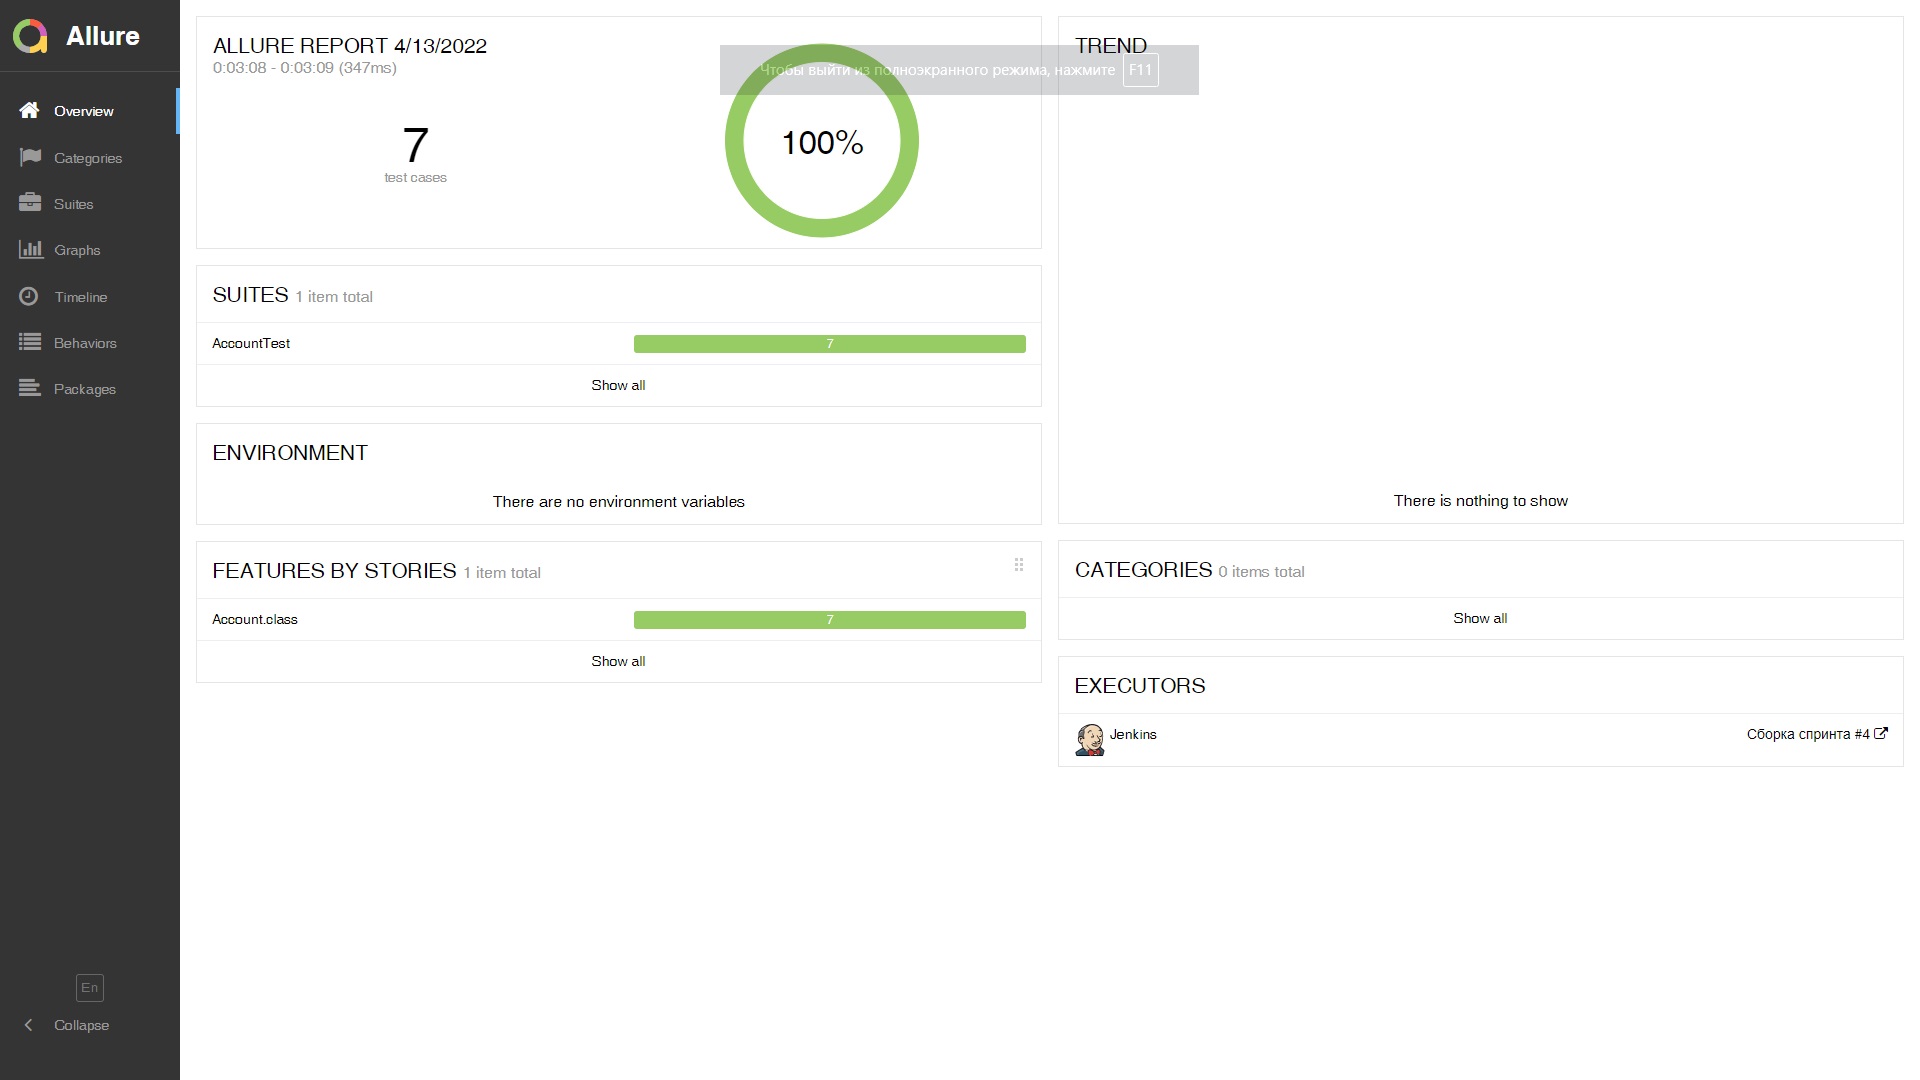 Allure
Overview
Categories
Suites
Graphs
Timeline
Behaviors
Packages
En
Collapse
ALLURE REPORT 4/13/2022
0:03:08 - 0:03:09 (347ms)
7
test cases
100%
Чтобы выйти из полноэкранного режима, нажмите F11
SUITES 1 item total
AccountTest 7
Show all
ENVIRONMENT
There are no environment variables
FEATURES BY STORIES 1 item total
Account.class 7
Show all
TREND
There is nothing to show
CATEGORIES 0 items total
Show all
EXECUTORS
Jenkins Сборка спринта #4